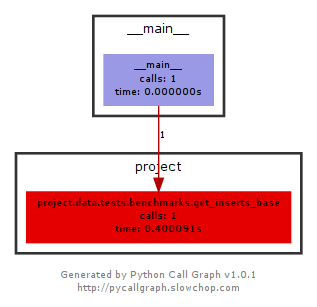 __main__
__main__
calls: 1
time: 0.000000s
1
project
project.data.tests.benchmarks.get_inserts_base
calls: 1
time: 0.400091s
Generated by Python Call Graph v1.0.1
http://pycallgraph.slowchop.com